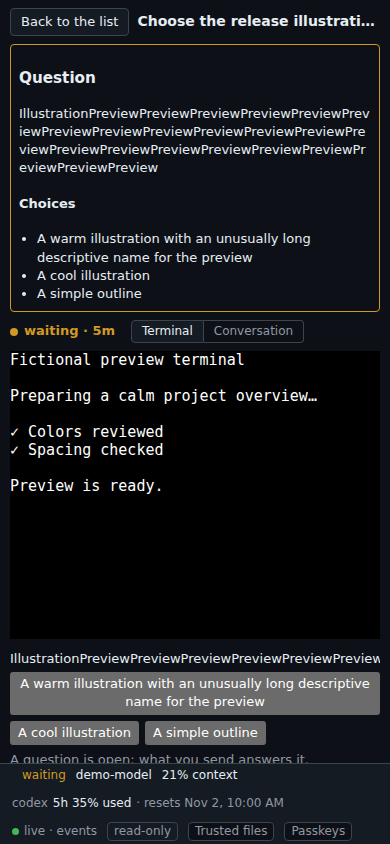 Back to the list Choose the release illustrati…
Question
IllustrationPreviewPreviewPreviewPreviewPreviewPrev
iewPreviewPreviewPreviewPreviewPreviewPreviewPre
viewPreviewPreviewPreviewPreviewPreviewPreviewPr
eviewPreviewPreview
Choices
• A warm illustration with an unusually long
descriptive name for the preview
• A cool illustration
• A simple outline
waiting · 5m Terminal Conversation
Fictional preview terminal
Preparing a calm project overview…
✓ Colors reviewed
✓ Spacing checked
Preview is ready.
IllustrationPreviewPreviewPreviewPreviewPreviewPreview
A warm illustration with an unusually long descriptive
name for the preview
A cool illustration A simple outline
A question is open: what you send answers it.
waiting demo-model 21% context
codex 5h 35% used · resets Nov 2, 10:00 AM
live · events read-only Trusted files Passkeys